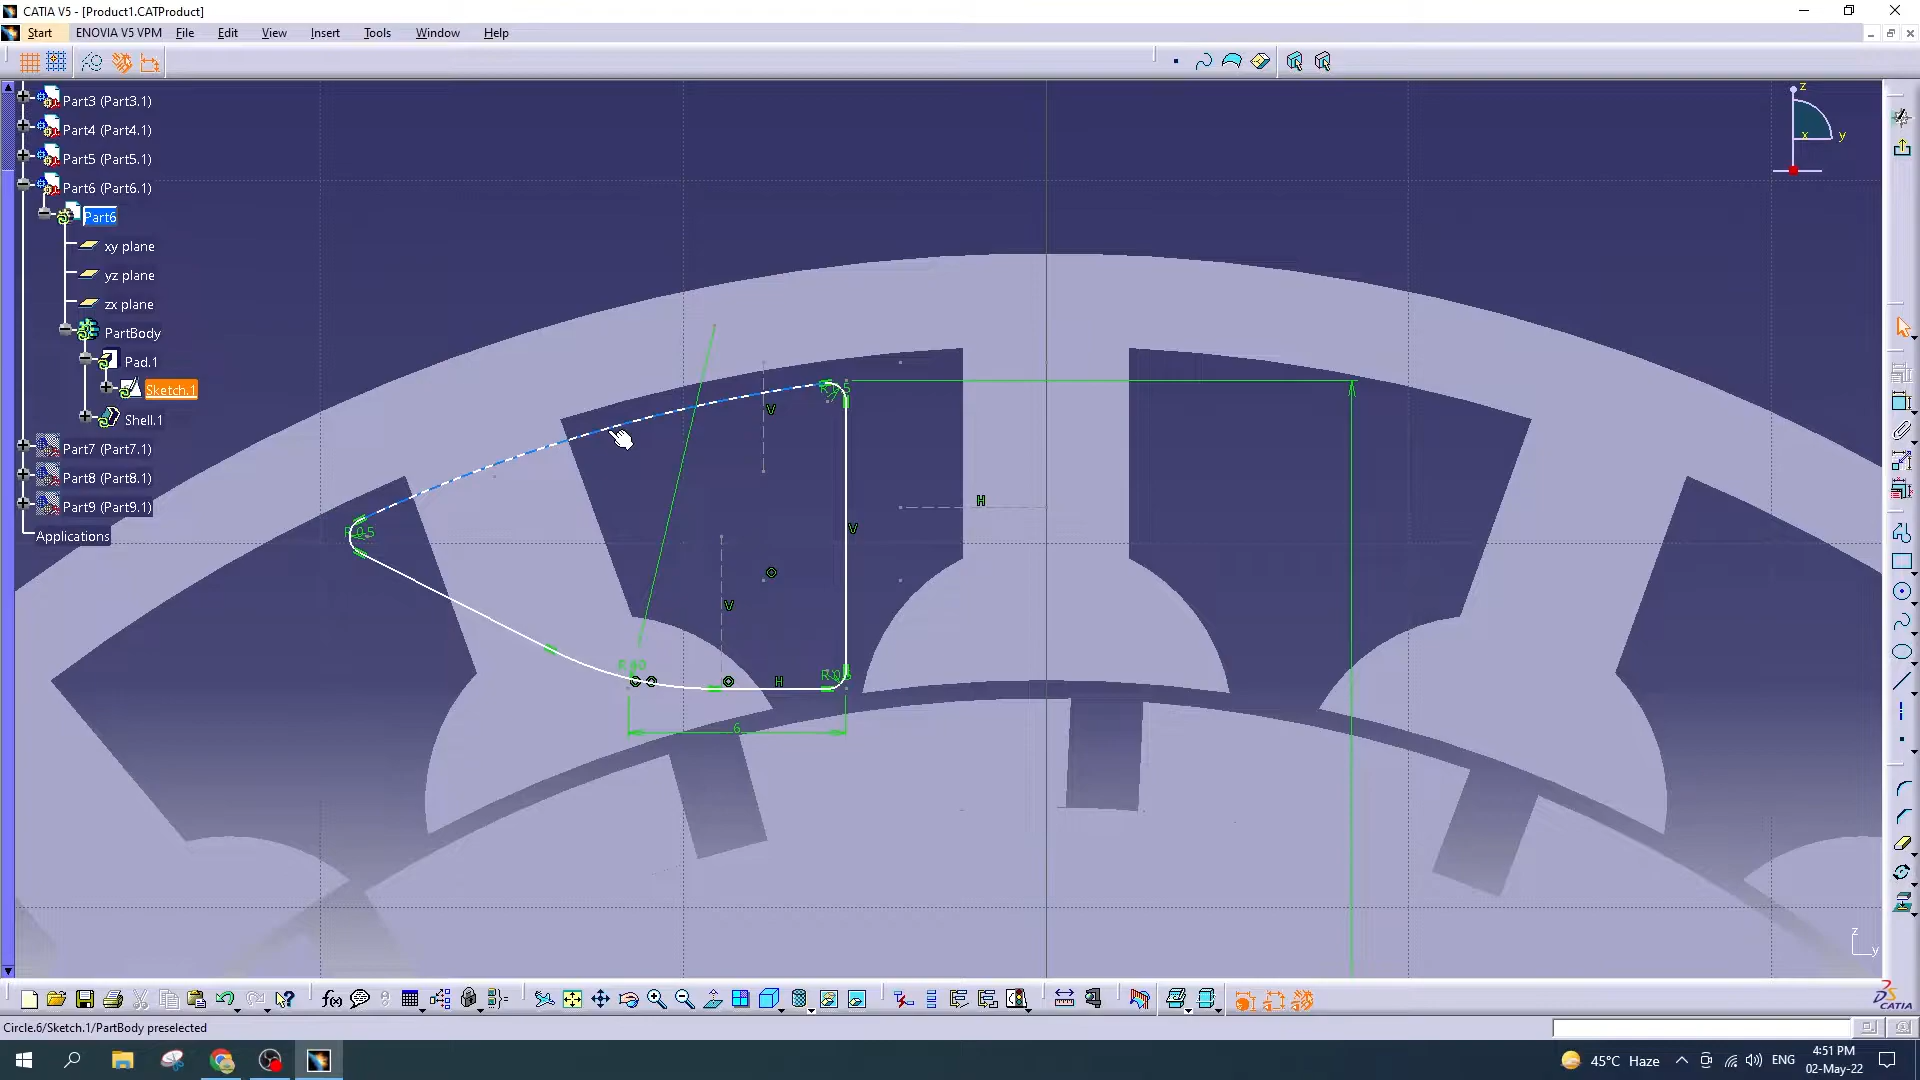 CATIA V5 - [Product1.CATProduct]
Start ENOVIA V5 VPM File Edit View Insert Tools Window Help
Part3 (Part3.1)
Part4 (Part4.1)
Part5 (Part5.1)
Part6 (Part6.1)
Part6
xy plane
yz plane
zx plane
PartBody
Pad.1
Sketch.1
Shell.1
Part7 (Part7.1)
Part8 (Part8.1)
Part9 (Part9.1)
Applications
z
x
y
V
H
V
V
H
R 0.5
6
z
y
f(x)
CATIA
Circle.6/Sketch.1/PartBody preselected
45°C Haze
ENG
4:51 PM
02-May-22